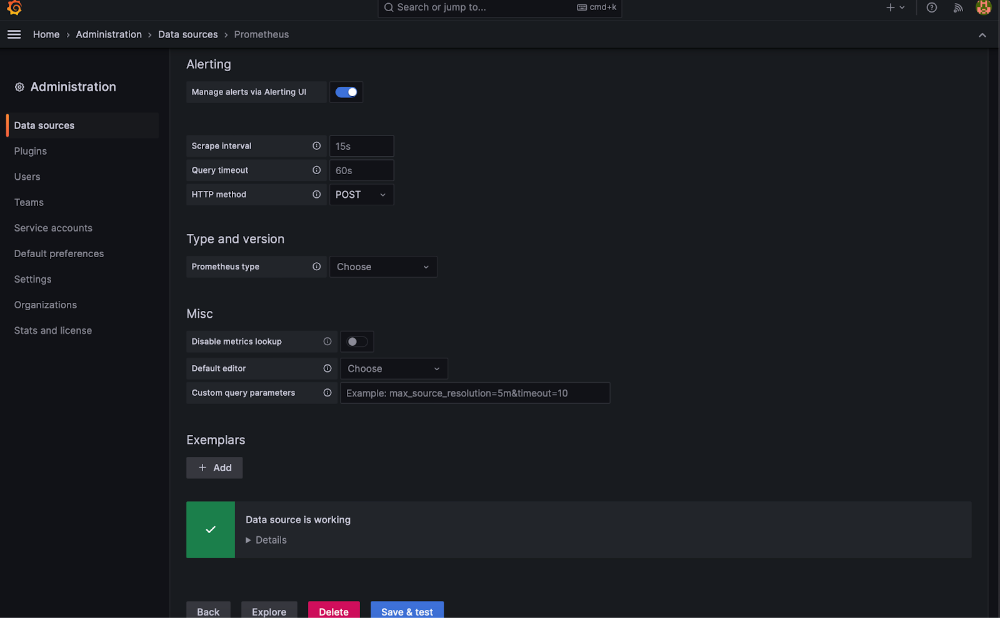 Search or jump to... cmd+k
Home › Administration › Data sources › Prometheus
Administration
Data sources
Plugins
Users
Teams
Service accounts
Default preferences
Settings
Organizations
Stats and license
Alerting
Manage alerts via Alerting UI
Scrape interval 15s
Query timeout 60s
HTTP method POST
Type and version
Prometheus type Choose
Misc
Disable metrics lookup
Default editor Choose
Custom query parameters Example: max_source_resolution=5m&timeout=10
Exemplars
+ Add
Data source is working
Details
Back Explore Delete Save & test